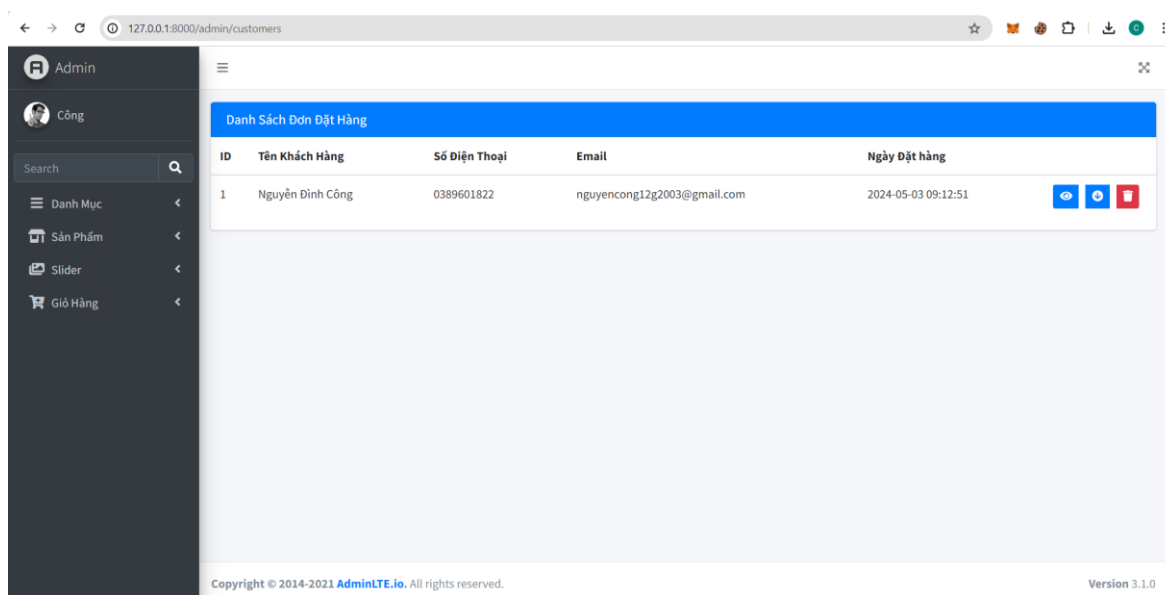 127.0.0.1:8000/admin/customers
Admin
Công
Search
Danh Mục
Sản Phẩm
Slider
Giỏ Hàng
Danh Sách Đơn Đặt Hàng
ID Tên Khách Hàng Số Điện Thoại Email Ngày Đặt hàng
1 Nguyễn Đình Công 0389601822 nguyencong12g2003@gmail.com 2024-05-03 09:12:51
Copyright © 2014-2021 AdminLTE.io. All rights reserved. Version 3.1.0
C